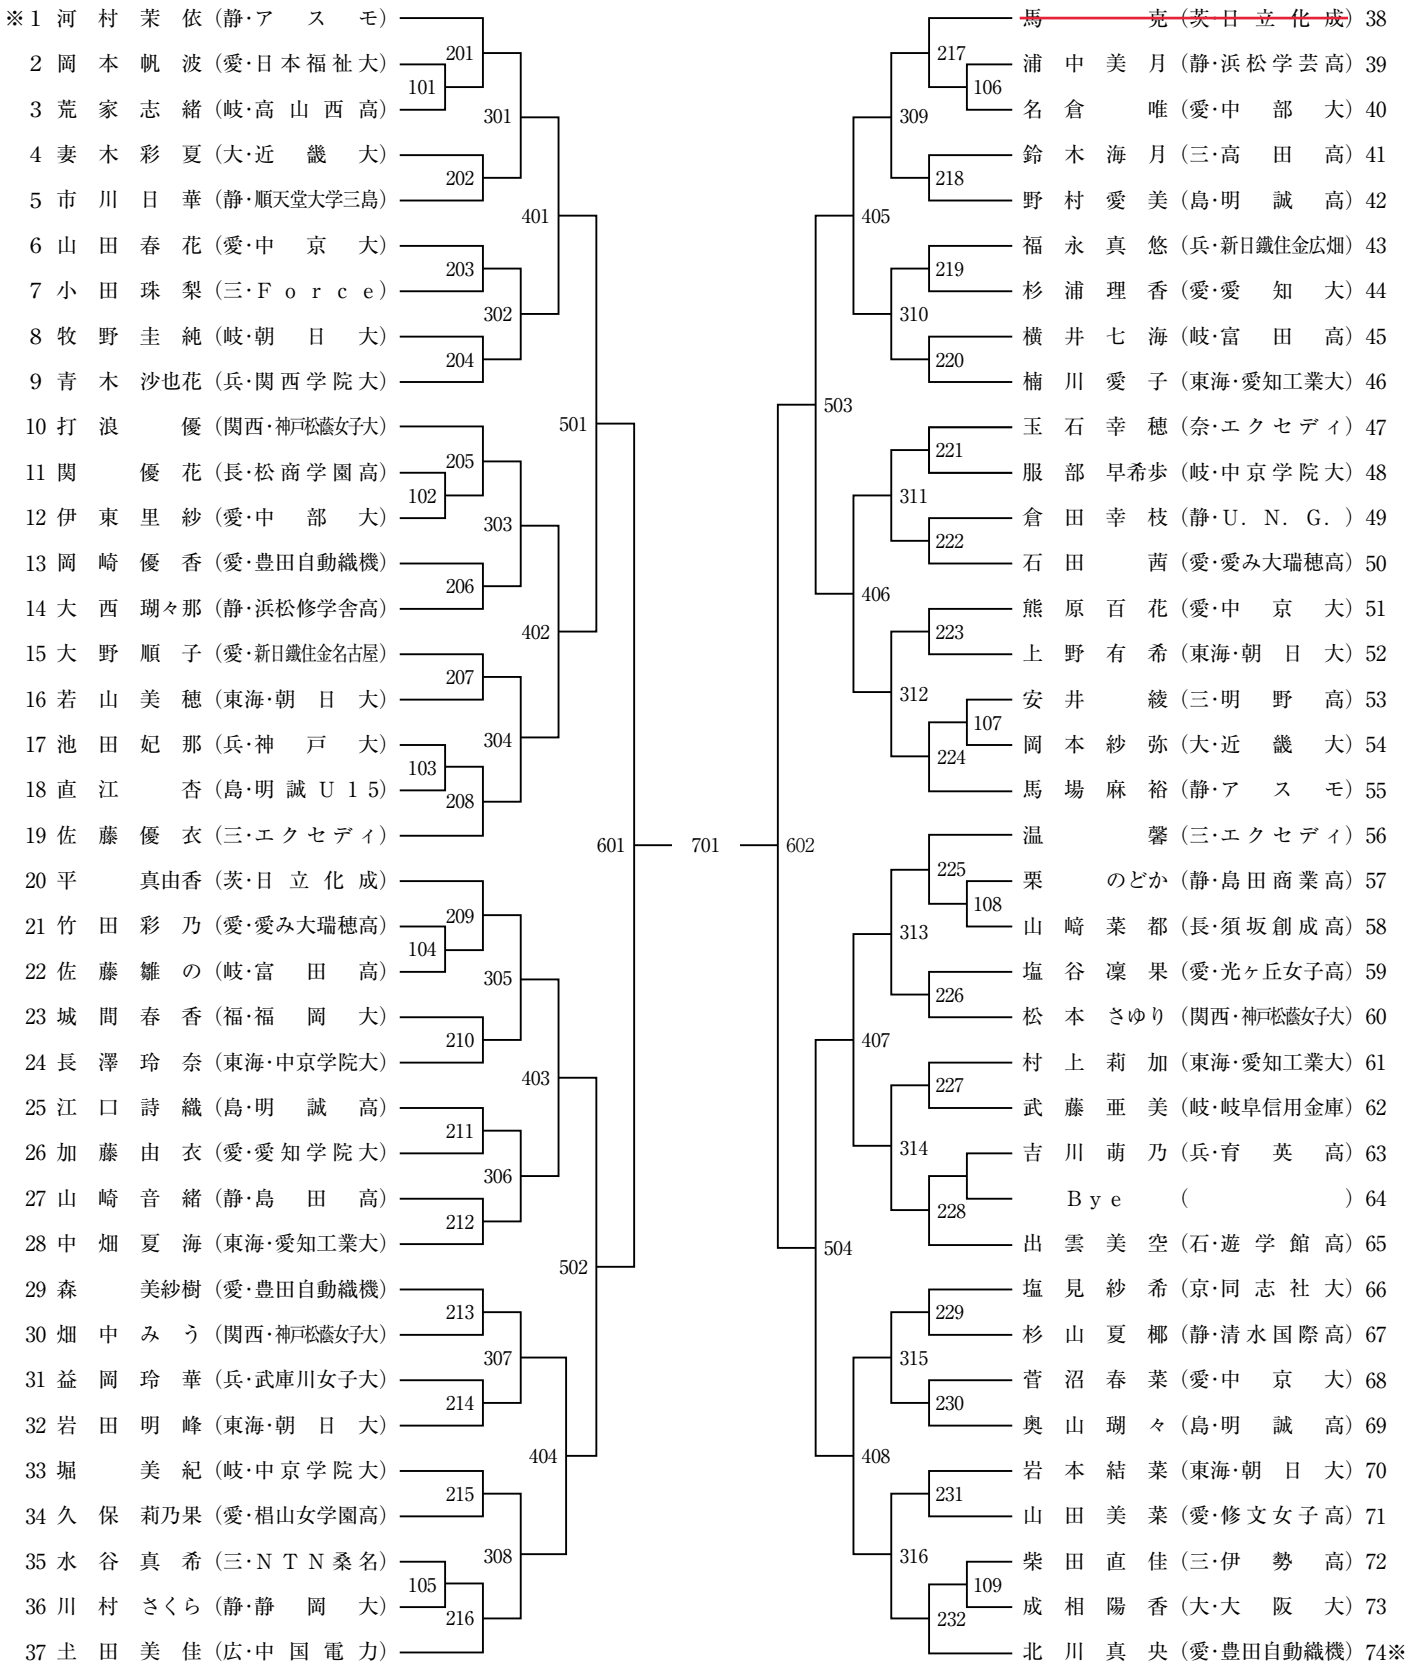 ※1 河村茉依 (静・アスモ)
2 岡本帆波 (愛・日本福祉大)
3 荒家志緒 (岐・高山西高)
4 妻木彩夏 (大・近畿大)
5 市川日華 (静・順天堂大学三島)
6 山田春花 (愛・中京大)
7 小田珠梨 (三・Force)
8 牧野圭純 (岐・朝日大)
9 青木沙也花 (兵・関西学院大)
10 打浪優 (関西・神戸松蔭女子大)
11 関優花 (長・松商学園高)
12 伊東里紗 (愛・中部大)
13 岡崎優香 (愛・豊田自動織機)
14 大西瑚々那 (静・浜松修学舎高)
15 大野順子 (愛・新日鐵住金名古屋)
16 若山美穂 (東海・朝日大)
17 池田妃那 (兵・神戸大)
18 直江杏 (島・明誠U15)
19 佐藤優衣 (三・エクセディ)
20 平真由香 (茨・日立化成)
21 竹田彩乃 (愛・愛み大瑞穂高)
22 佐藤雛の (岐・富田高)
23 城間春香 (福・福岡大)
24 長澤玲奈 (東海・中京学院大)
25 江口詩織 (島・明誠高)
26 加藤由衣 (愛・愛知学院大)
27 山崎音緒 (静・島田高)
28 中畑夏海 (東海・愛知工業大)
29 森美紗樹 (愛・豊田自動織機)
30 畑中みう (関西・神戸松蔭女子大)
31 益岡玲華 (兵・武庫川女子大)
32 岩田明峰 (東海・朝日大)
33 堀美紀 (岐・中京学院大)
34 久保莉乃果 (愛・椙山女学園高)
35 水谷真希 (三・NTN桑名)
36 川村さくら (静・静岡大)
37 土田美佳 (広・中国電力)
101
102
103
104
105
201
202
203
204
205
206
207
208
209
210
211
212
213
214
215
216
301
302
303
304
305
306
307
308
401
402
403
404
501
502
601
701
602
503
504
405
406
407
408
309
310
311
312
313
314
315
316
217
218
219
220
221
222
223
224
225
226
227
228
229
230
231
232
106
107
108
109
馬克 (茨・日立化成) 38
浦中美月 (静・浜松学芸高) 39
名倉唯 (愛・中部大) 40
鈴木海月 (三・高田高) 41
野村愛美 (島・明誠高) 42
福永真悠 (兵・新日鐵住金広畑) 43
杉浦理香 (愛・愛知大) 44
横井七海 (岐・富田高) 45
楠川愛子 (東海・愛知工業大) 46
玉石幸穂 (奈・エクセディ) 47
服部早希歩 (岐・中京学院大) 48
倉田幸枝 (静・U.N.G.) 49
石田茜 (愛・愛み大瑞穂高) 50
熊原百花 (愛・中京大) 51
上野有希 (東海・朝日大) 52
安井綾 (三・明野高) 53
岡本紗弥 (大・近畿大) 54
馬場麻裕 (静・アスモ) 55
温馨 (三・エクセディ) 56
栗のどか (静・島田商業高) 57
山﨑菜都 (長・須坂創成高) 58
塩谷凜果 (愛・光ヶ丘女子高) 59
松本さゆり (関西・神戸松蔭女子大) 60
村上莉加 (東海・愛知工業大) 61
武藤亜美 (岐・岐阜信用金庫) 62
吉川萌乃 (兵・育英高) 63
Bye ( ) 64
出雲美空 (石・遊学館高) 65
塩見紗希 (京・同志社大) 66
杉山夏椰 (静・清水国際高) 67
菅沼春菜 (愛・中京大) 68
奥山瑚々 (島・明誠高) 69
岩本結菜 (東海・朝日大) 70
山田美菜 (愛・修文女子高) 71
柴田直佳 (三・伊勢高) 72
成相陽香 (大・大阪大) 73
北川真央 (愛・豊田自動織機) 74※